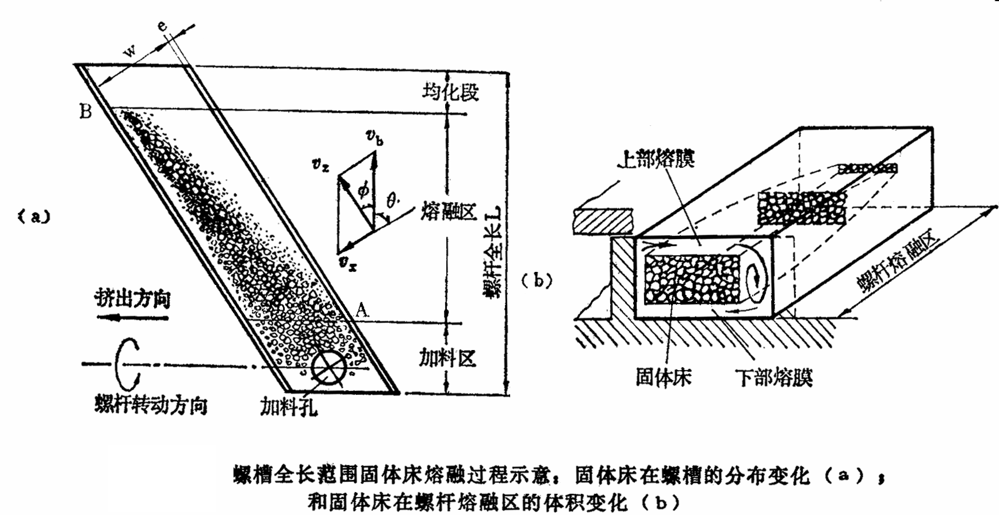 e
w
均化段
B
v_b
v_z
φ
θ
熔融区
螺杆全长L
(a)
v_x
挤出方向
A
加料区
螺杆转动方向
加料孔
上部熔膜
(b)
螺杆熔融区
固体床
下部熔膜
螺槽全长范围固体床熔融过程示意：固体床在螺槽的分布变化(a)；
和固体床在螺杆熔融区的体积变化(b)